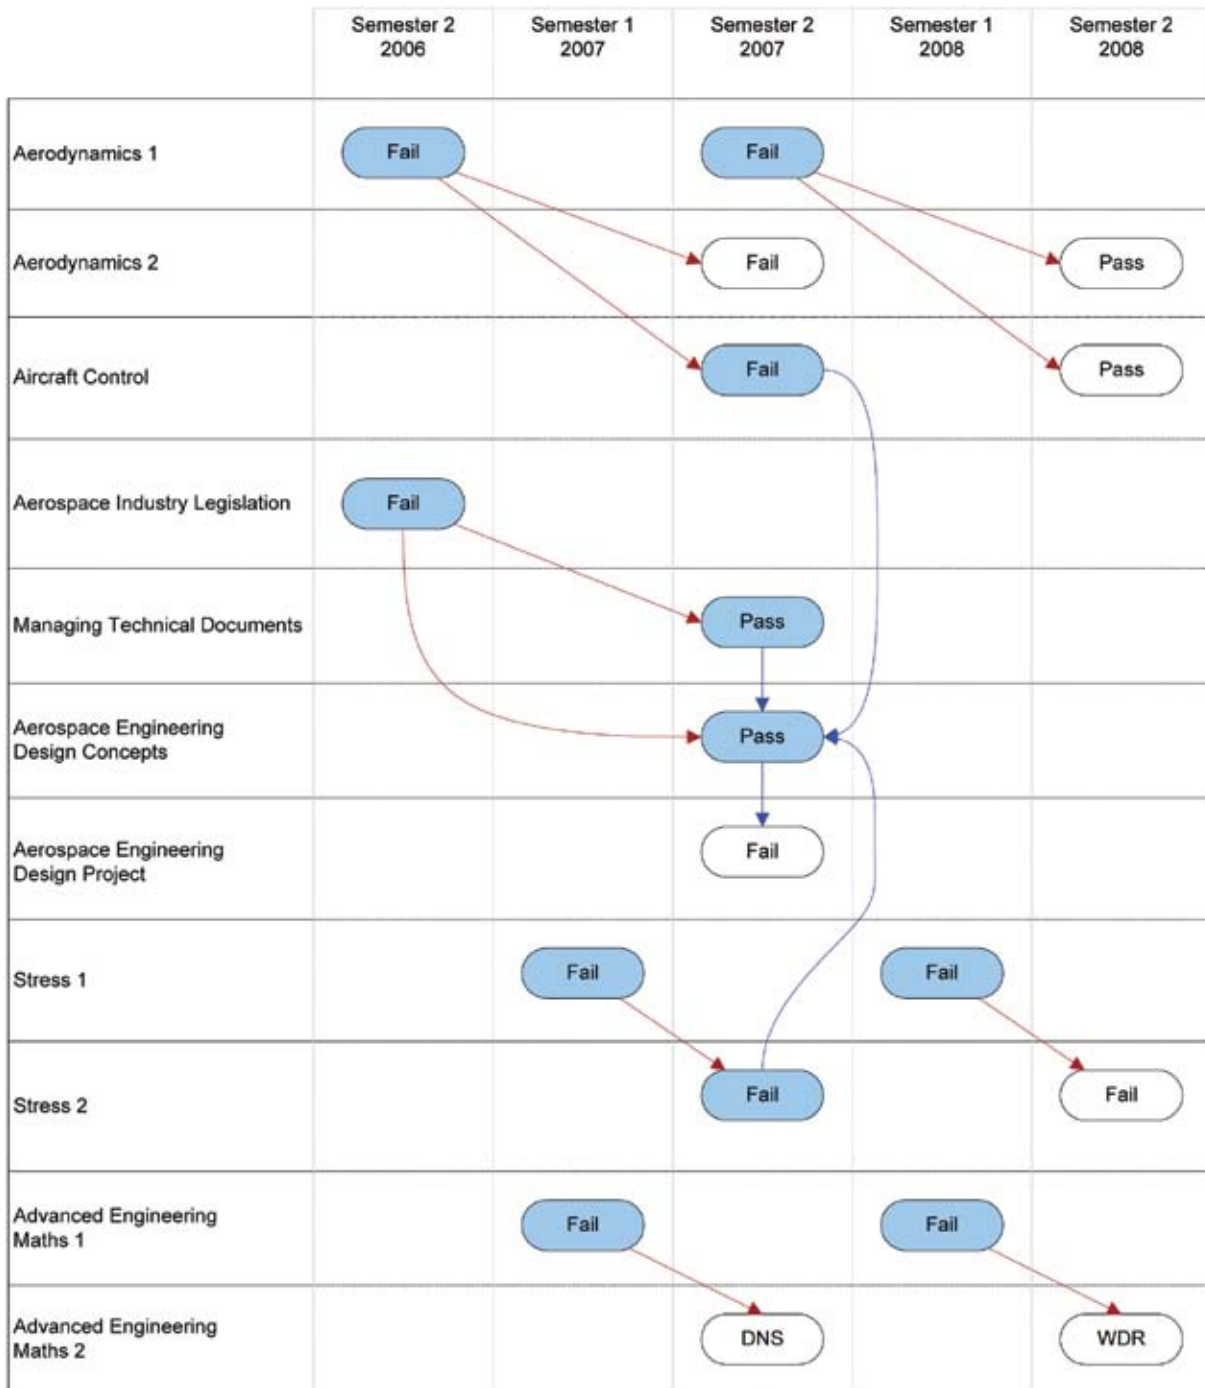 Semester 2
2006
Semester 1
2007
Semester 2
2007
Semester 1
2008
Semester 2
2008
Aerodynamics 1
Fail
Fail
Aerodynamics 2
Fail
Pass
Aircraft Control
Fail
Pass
Aerospace Industry Legislation
Fail
Managing Technical Documents
Pass
Aerospace Engineering
Design Concepts
Pass
Aerospace Engineering
Design Project
Fail
Stress 1
Fail
Fail
Stress 2
Fail
Fail
Advanced Engineering
Maths 1
Fail
Fail
Advanced Engineering
Maths 2
DNS
WDR